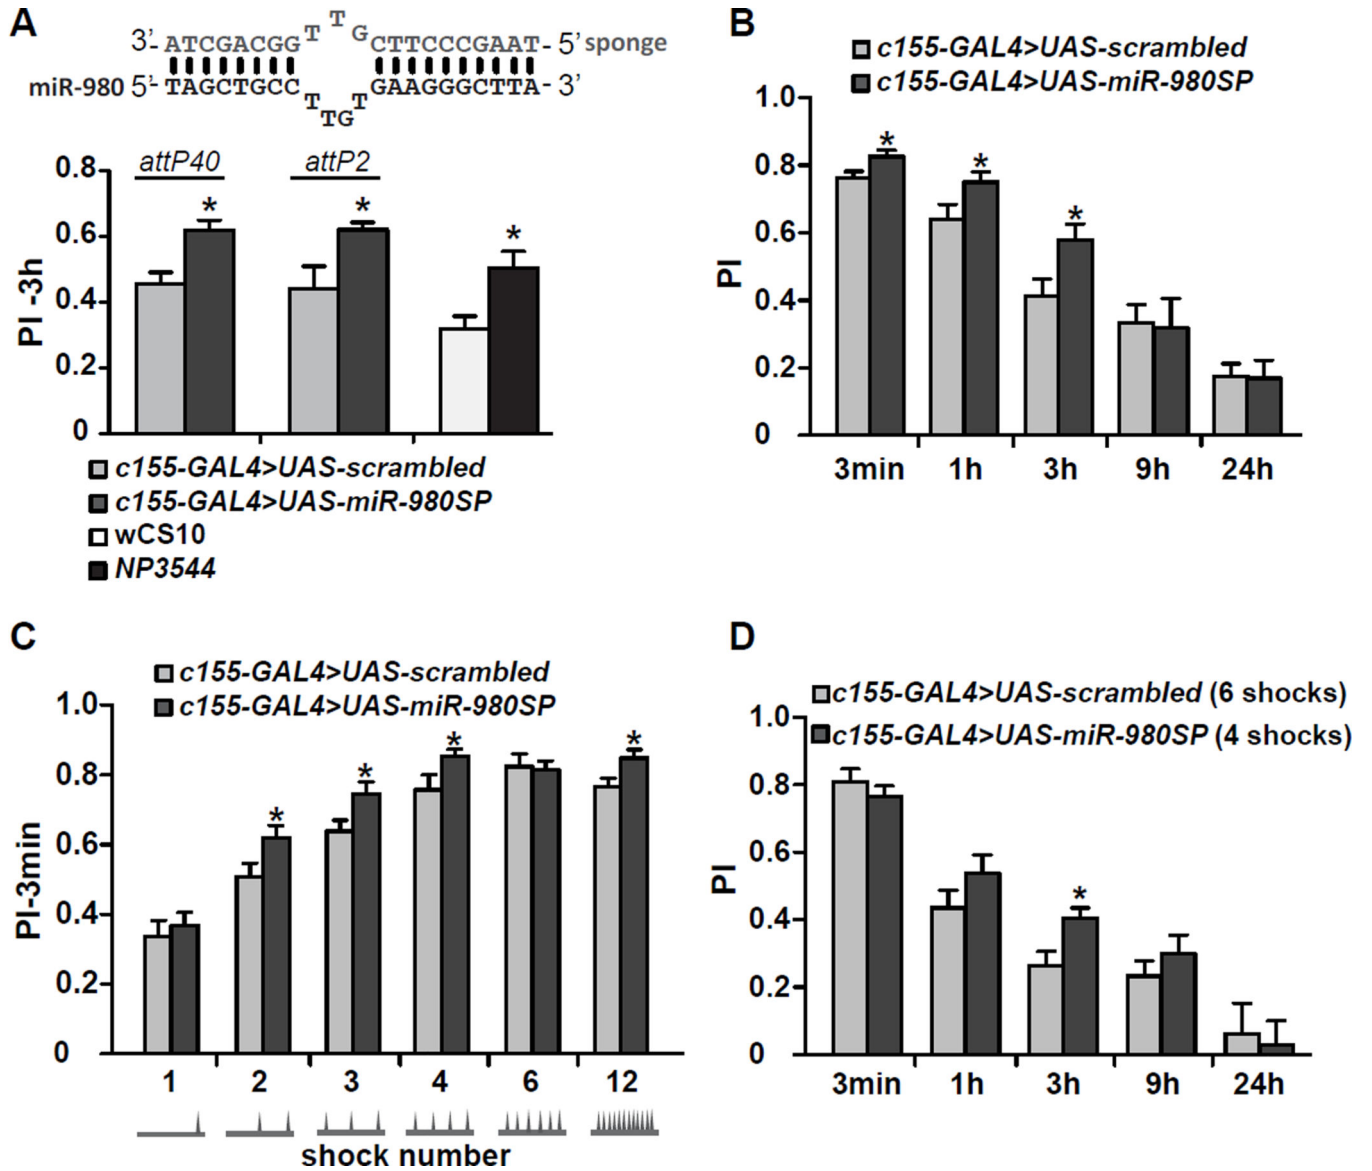 A
3'- ATCGACGG T T G CTTCCCGAAT- 5' sponge
miR-980 5'- TAGCTGCC T TG T GAAGGGCTTA- 3'
attP40 attP2
PI -3h
0.8
0.6
0.4
0.2
0
* * *
c155-GAL4>UAS-scrambled
c155-GAL4>UAS-miR-980SP
wCS10
NP3544
B
c155-GAL4>UAS-scrambled
c155-GAL4>UAS-miR-980SP
PI
1.0
0.8
0.6
0.4
0.2
0
* * *
3min 1h 3h 9h 24h
C
c155-GAL4>UAS-scrambled
c155-GAL4>UAS-miR-980SP
PI-3min
1.0
0.8
0.6
0.4
0.2
0
* * * *
1 2 3 4 6 12
shock number
D
c155-GAL4>UAS-scrambled (6 shocks)
c155-GAL4>UAS-miR-980SP (4 shocks)
PI
1.0
0.8
0.6
0.4
0.2
0
*
3min 1h 3h 9h 24h